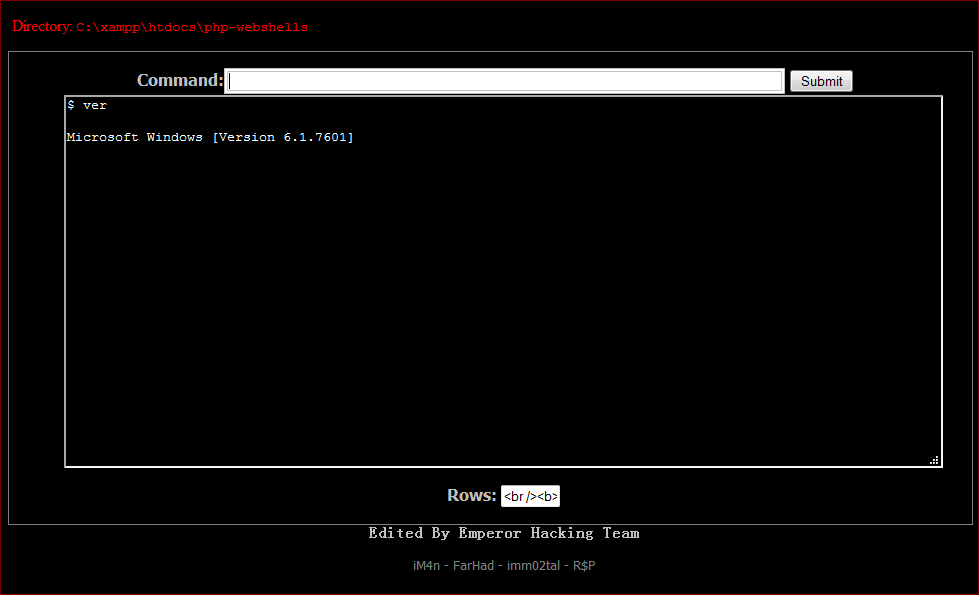 Directory: C:\xampp\htdocs\php-webshells
Command: Submit
$ ver
Microsoft Windows [Version 6.1.7601]
Rows: <br /><b>
Edited By Emperor Hacking Team
iM4n - FarHad - imm02tal - R$P